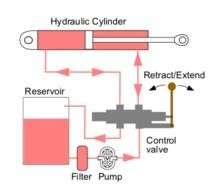 Hydraulic Cylinder
Retract/Extend
Reservoir
Control
valve
Filter Pump